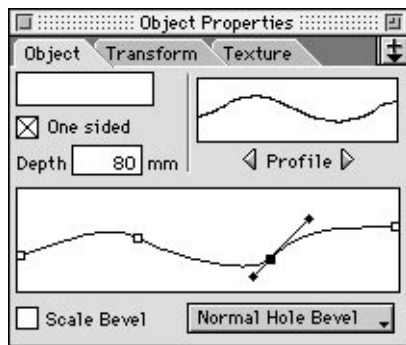 Object Properties
Object Transform Texture
One sided
Depth 80 mm
Profile
Scale Bevel Normal Hole Bevel